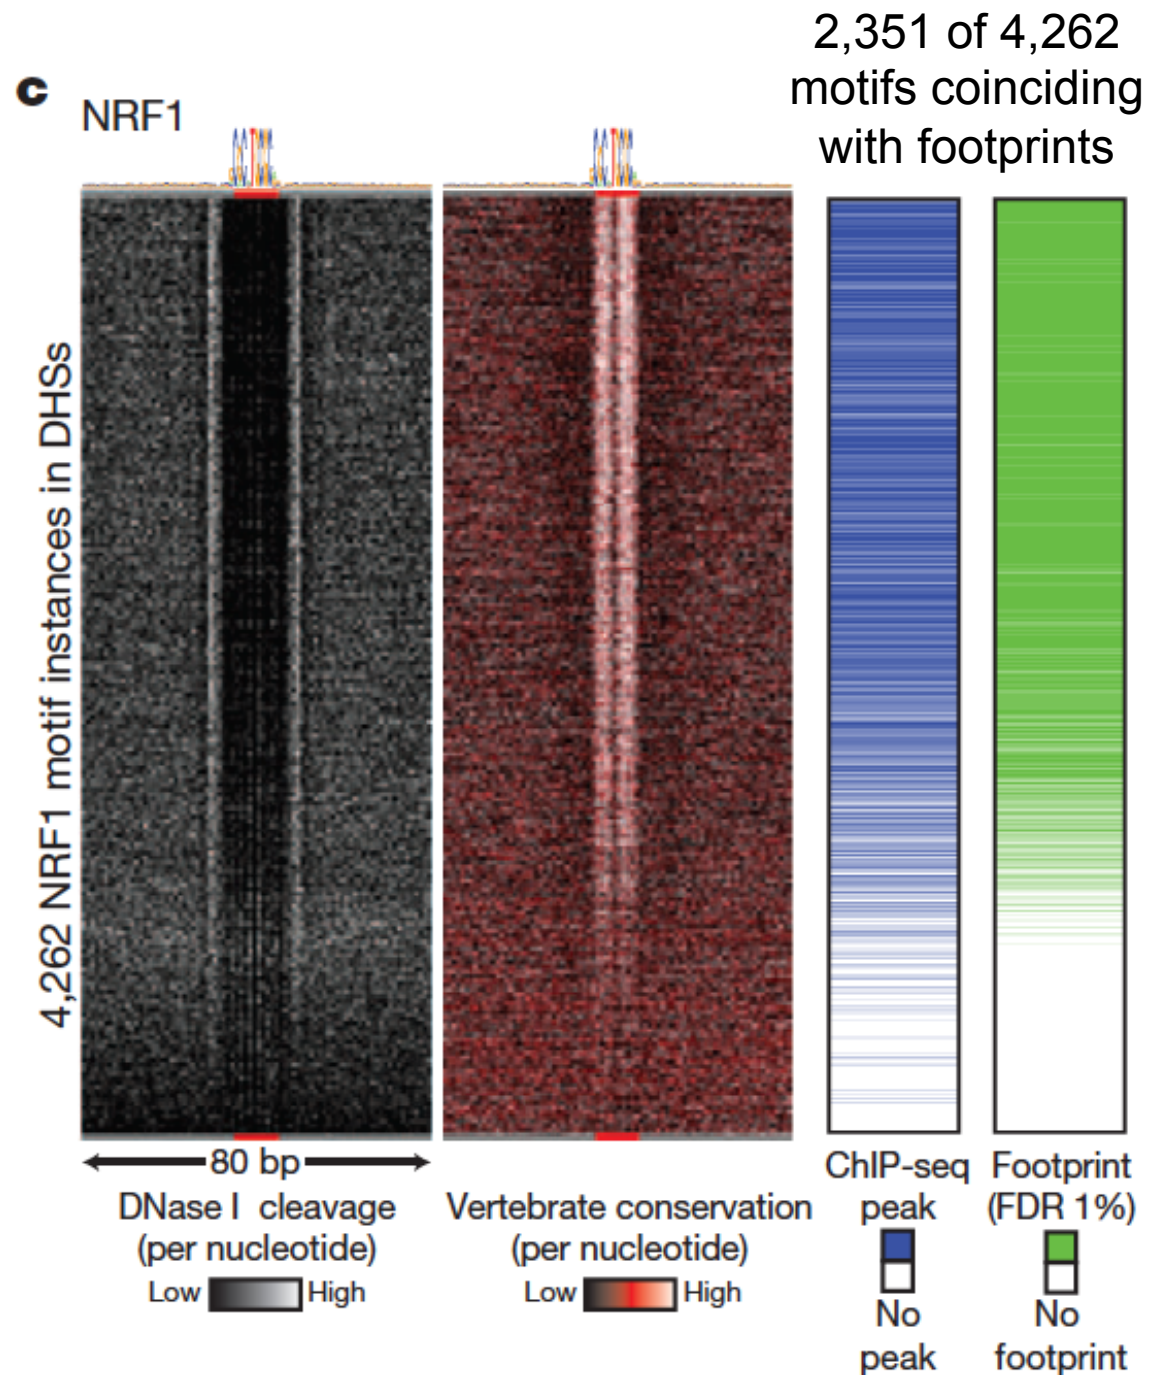 2,351 of 4,262
motifs coinciding
with footprints
c
NRF1
4,262 NRF1 motif instances in DHSs
80 bp
DNase I cleavage
(per nucleotide)
Low High
Vertebrate conservation
(per nucleotide)
Low High
ChIP-seq
peak
No
peak
Footprint
(FDR 1%)
No
footprint